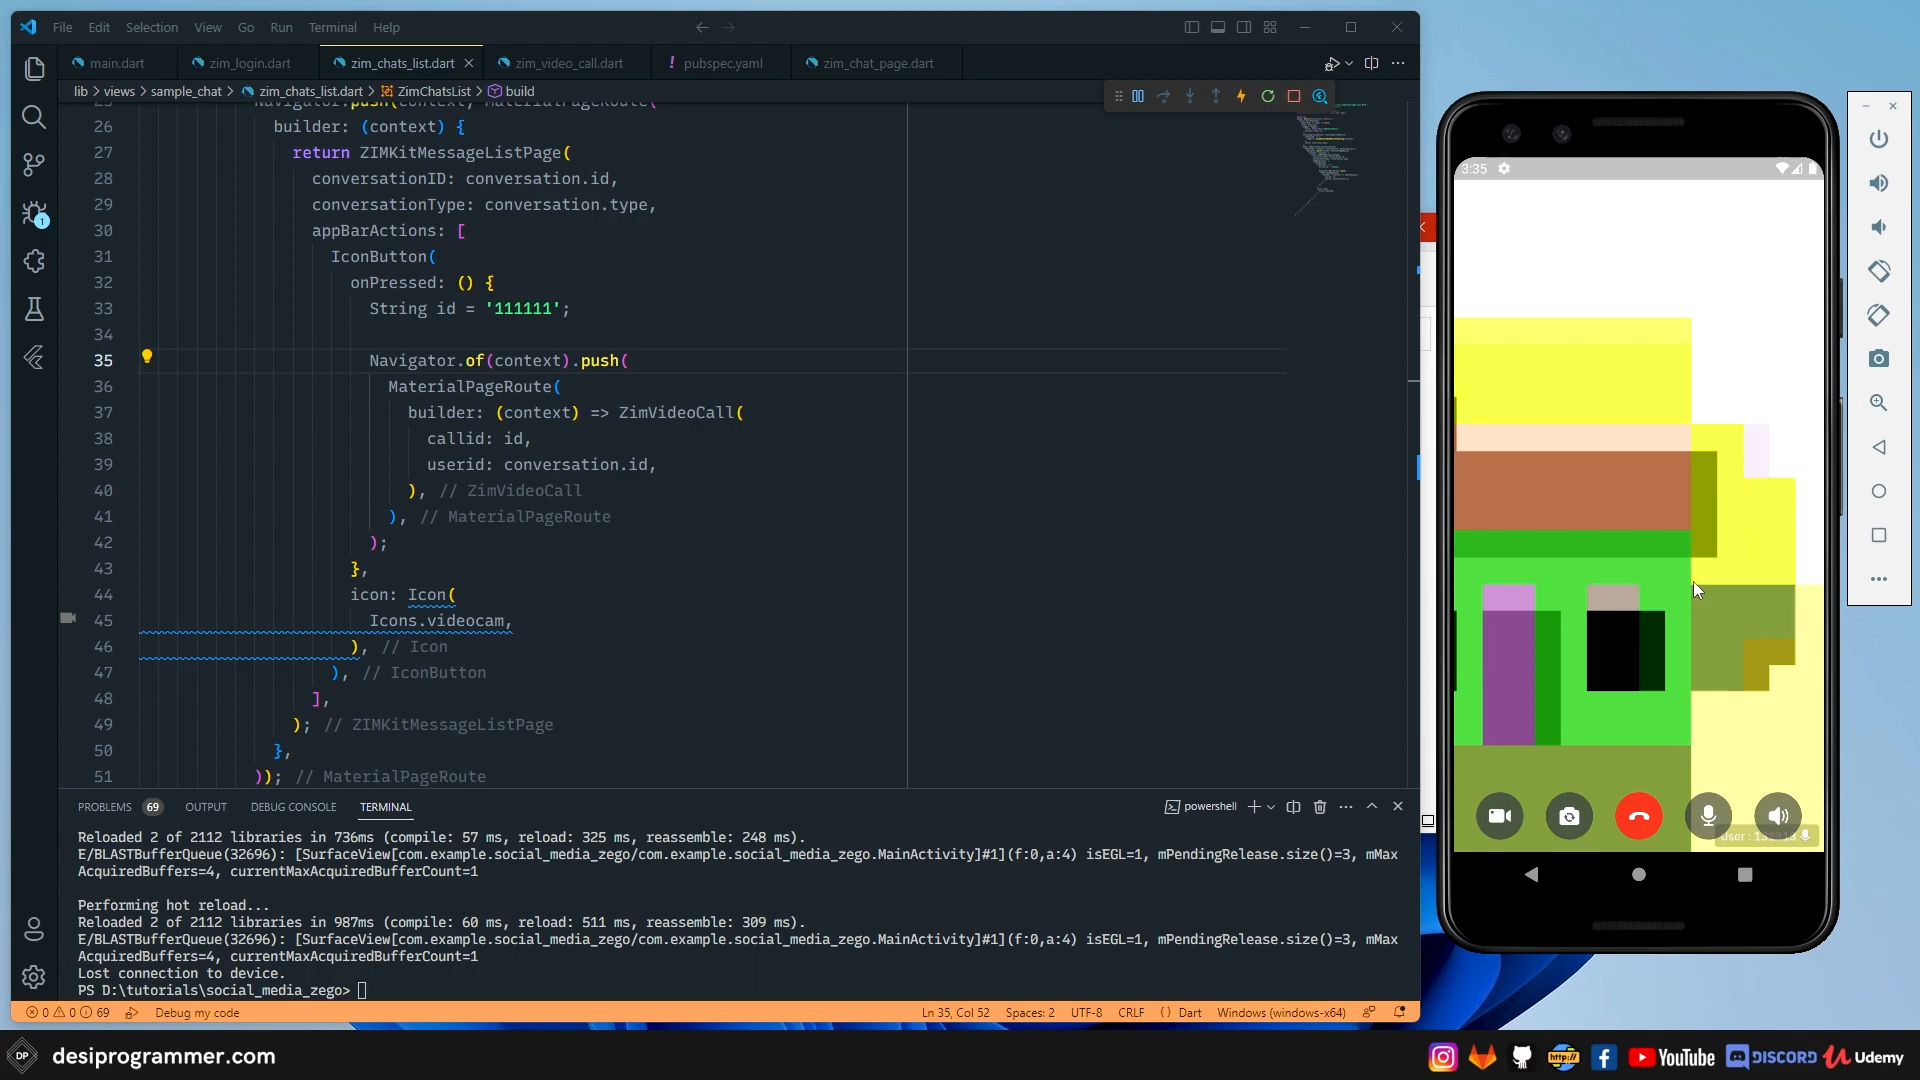 File Edit Selection View Go Run Terminal Help
main.dart zim_login.dart zim_chats_list.dart zim_video_call.dart ! pubspec.yaml zim_chat_page.dart
lib > views > sample_chat > zim_chats_list.dart > ZimChatsList > build
25 Navigator.push(context, MaterialPageRoute(
26 builder: (context) {
27 return ZIMKitMessageListPage(
28 conversationID: conversation.id,
29 conversationType: conversation.type,
30 appBarActions: [
31 IconButton(
32 onPressed: () {
33 String id = '111111';
34
35 Navigator.of(context).push(
36 MaterialPageRoute(
37 builder: (context) => ZimVideoCall(
38 callid: id,
39 userid: conversation.id,
40 ), // ZimVideoCall
41 ), // MaterialPageRoute
42 );
43 },
44 icon: Icon(
45 Icons.videocam,
46 ), // Icon
47 ), // IconButton
48 ],
49 ); // ZIMKitMessageListPage
50 },
51 )); // MaterialPageRoute
1
PROBLEMS 69 OUTPUT DEBUG CONSOLE TERMINAL powershell
Reloaded 2 of 2112 libraries in 736ms (compile: 57 ms, reload: 325 ms, reassemble: 248 ms).
E/BLASTBufferQueue(32696): [SurfaceView[com.example.social_media_zego/com.example.social_media_zego.MainActivity]#1](f:0,a:4) isEGL=1, mPendingRelease.size()=3, mMax
AcquiredBuffers=4, currentMaxAcquiredBufferCount=1
Performing hot reload...
Reloaded 2 of 2112 libraries in 987ms (compile: 60 ms, reload: 511 ms, reassemble: 309 ms).
E/BLASTBufferQueue(32696): [SurfaceView[com.example.social_media_zego/com.example.social_media_zego.MainActivity]#1](f:0,a:4) isEGL=1, mPendingRelease.size()=3, mMax
AcquiredBuffers=4, currentMaxAcquiredBufferCount=1
Lost connection to device.
PS D:\tutorials\social_media_zego>
0 0 69 Debug my code Ln 35, Col 52 Spaces: 2 UTF-8 CRLF {} Dart Windows (windows-x64)
3:35
User :
DP desiprogrammer.com http:// YouTube DISCORD Udemy